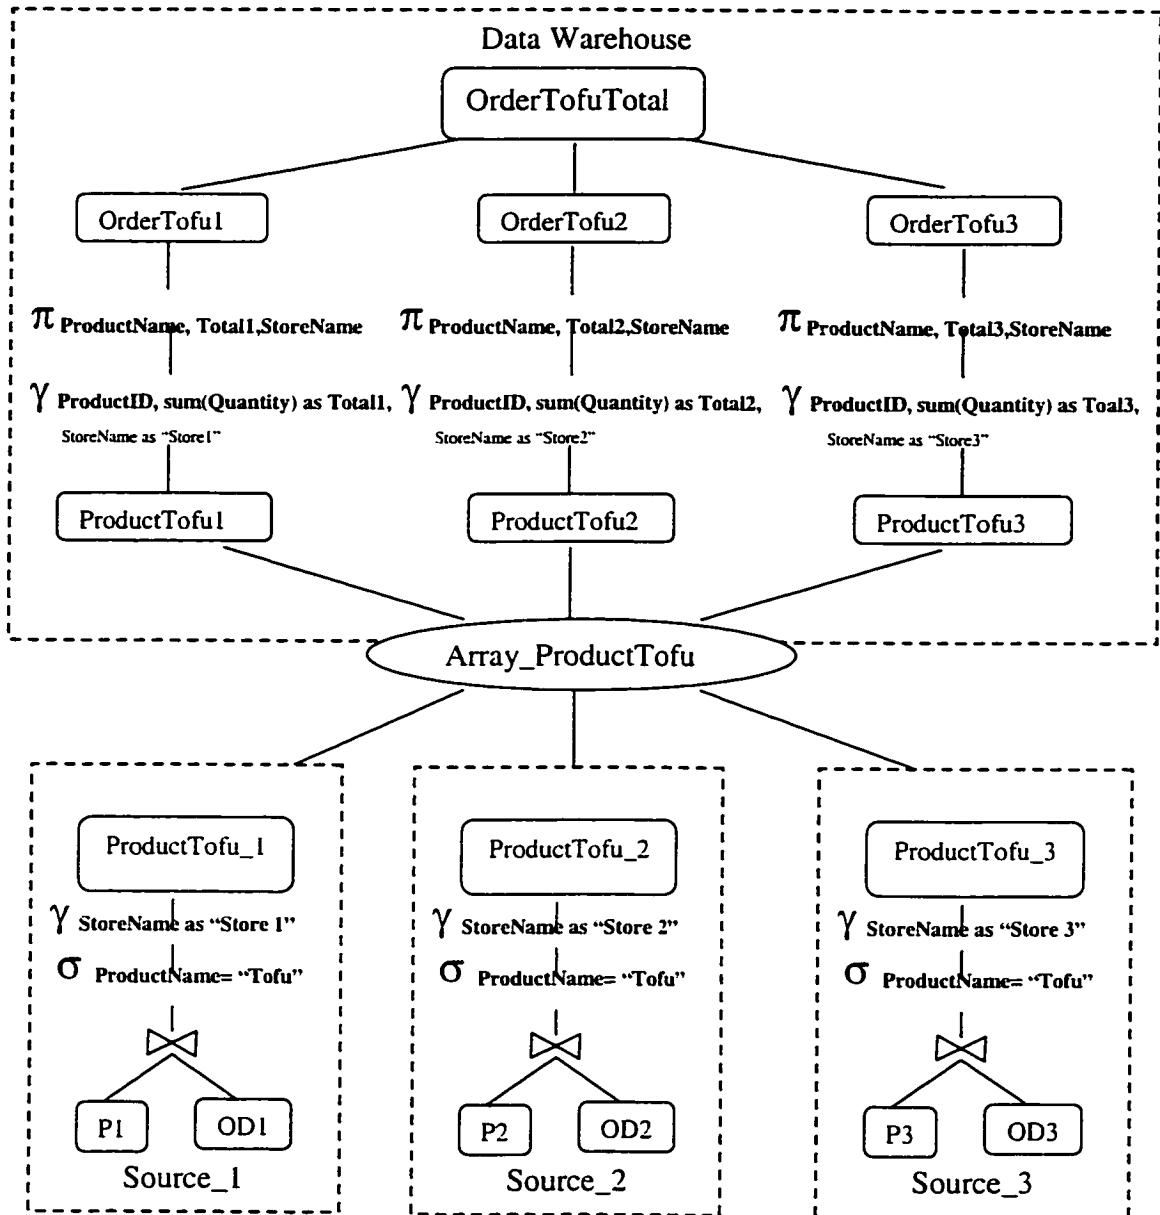 Data Warehouse
OrderTofuTotal
OrderTofu1
OrderTofu2
OrderTofu3
π ProductName, Total1,StoreName
π ProductName, Total2,StoreName
π ProductName, Total3,StoreName
γ ProductID, sum(Quantity) as Total1,
StoreName as “Store1”
γ ProductID, sum(Quantity) as Total2,
StoreName as “Store2”
γ ProductID, sum(Quantity) as Toal3,
StoreName as “Store3”
ProductTofu1
ProductTofu2
ProductTofu3
Array_ProductTofu
ProductTofu_1
γ StoreName as “Store 1”
σ ProductName= “Tofu”
P1
OD1
Source_1
ProductTofu_2
γ StoreName as “Store 2”
σ ProductName= “Tofu”
P2
OD2
Source_2
ProductTofu_3
γ StoreName as “Store 3”
σ ProductName= “Tofu”
P3
OD3
Source_3